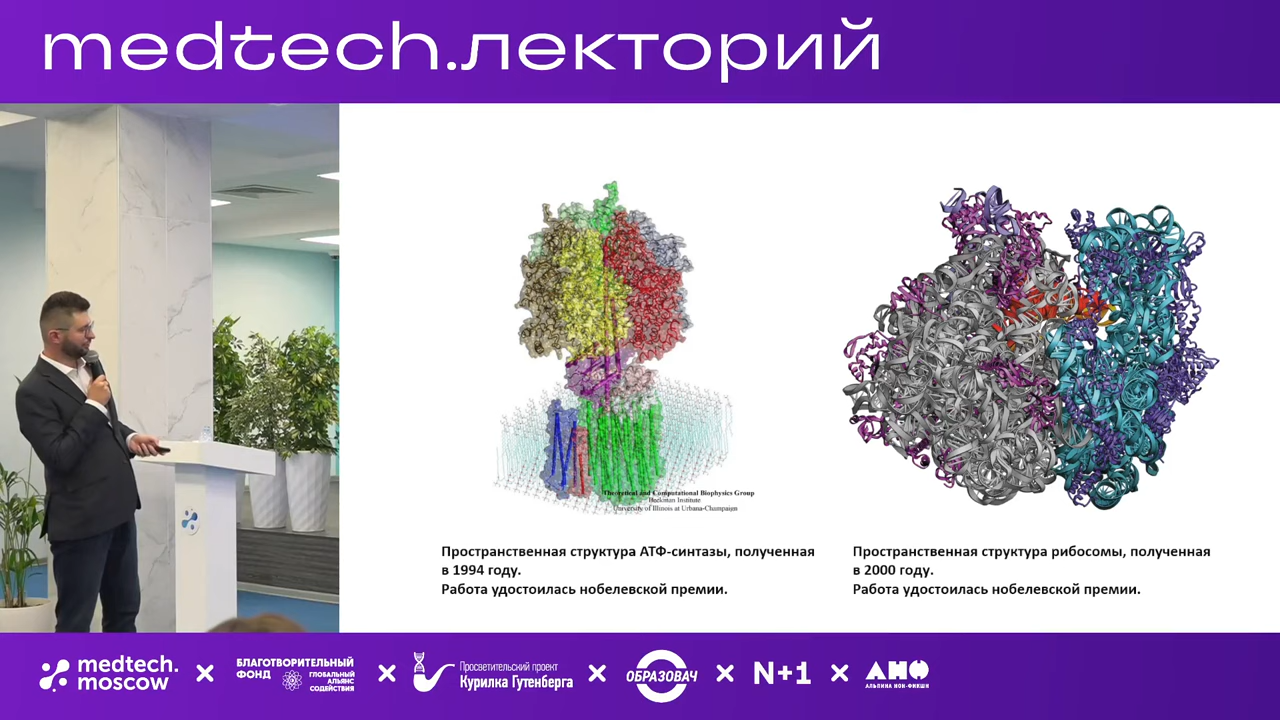 medtech.лекторий
Theoretical and Computational Biophysics Group
Beckman Institute
University of Illinois at Urbana-Champaign
Пространственная структура АТФ-синтазы, полученная
в 1994 году.
Работа удостоилась нобелевской премии.
Пространственная структура рибосомы, полученная
в 2000 году.
Работа удостоилась нобелевской премии.
medtech.
moscow
БЛАГОТВОРИТЕЛЬНЫЙ
ФОНД
ГЛОБАЛЬНЫЙ
АЛЬЯНС
СОДЕЙСТВИЯ
Просветительский проект
Курилка Гутенберга
ОБРАЗОВАЧ
N+1
АНФ
АЛЬПИНА НОН-ФИКШН